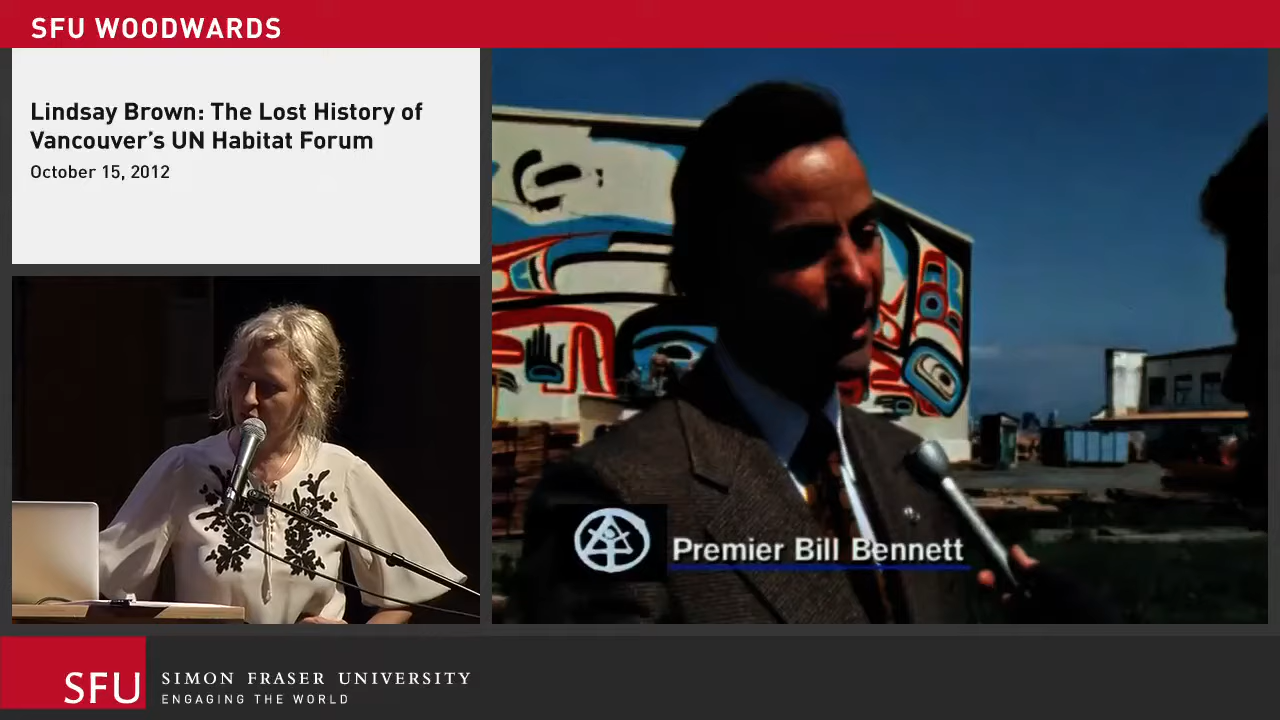 SFU WOODWARDS
Lindsay Brown: The Lost History of
Vancouver's UN Habitat Forum
October 15, 2012
Premier Bill Bennett
SFU
SIMON FRASER UNIVERSITY
ENGAGING THE WORLD